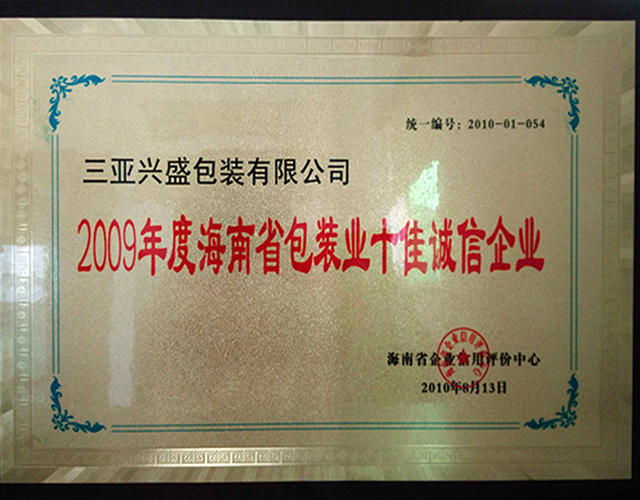 统一编号：2010-01-054
三亚兴盛包装有限公司
2009年度海南省包装业十佳诚信企业
海南省企业信用评价中心
2010年8月13日